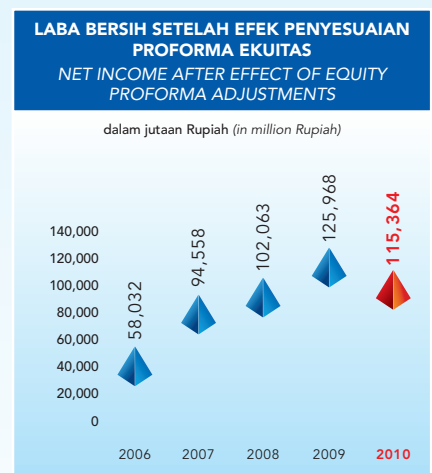 LABA BERSIH SETELAH EFEK PENYESUAIAN
PROFORMA EKUITAS
NET INCOME AFTER EFFECT OF EQUITY
PROFORMA ADJUSTMENTS
dalam jutaan Rupiah (in million Rupiah)
58,032
94,558
102,063
125,968
115,364
140,000
120,000
100,000
80,000
60,000
40,000
20,000
0
2006 2007 2008 2009 2010